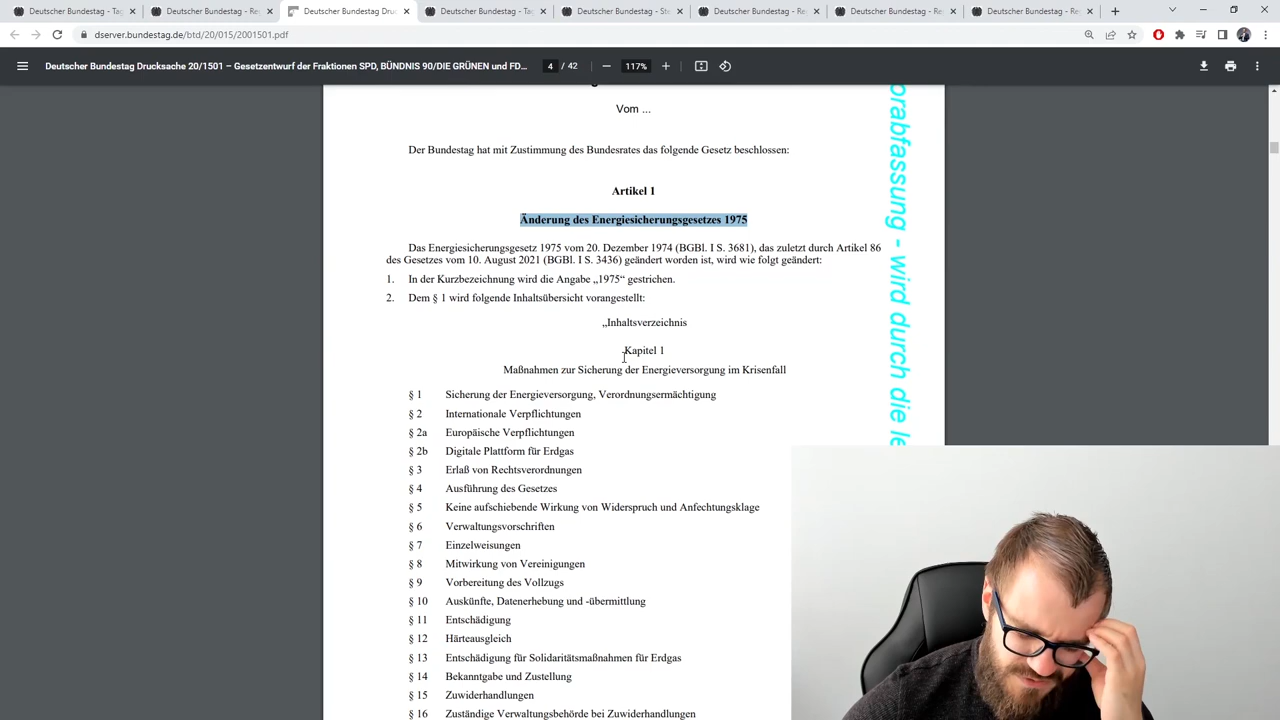 Deutscher Bundestag - Ta
Deutscher Bundestag - Re
Deutscher Bundestag Druc
Deutscher Bundestag - Ta
Deutscher Bundestag - Ste
Deutscher Bundestag - Re
Deutscher Bundestag - Re
Deutscher Bundestag - Re
dserver.bundestag.de/btd/20/015/2001501.pdf
Deutscher Bundestag Drucksache 20/1501 – Gesetzentwurf der Fraktionen SPD, BÜNDNIS 90/DIE GRÜNEN und FD...
4 / 42
117%
Vom ...
Der Bundestag hat mit Zustimmung des Bundesrates das folgende Gesetz beschlossen:
Artikel 1
Änderung des Energiesicherungsgesetzes 1975
Das Energiesicherungsgesetz 1975 vom 20. Dezember 1974 (BGBl. I S. 3681), das zuletzt durch Artikel 86
des Gesetzes vom 10. August 2021 (BGBl. I S. 3436) geändert worden ist, wird wie folgt geändert:
1. In der Kurzbezeichnung wird die Angabe „1975“ gestrichen.
2. Dem § 1 wird folgende Inhaltsübersicht vorangestellt:
„Inhaltsverzeichnis
Kapitel 1
Maßnahmen zur Sicherung der Energieversorgung im Krisenfall
§ 1 Sicherung der Energieversorgung, Verordnungsermächtigung
§ 2 Internationale Verpflichtungen
§ 2a Europäische Verpflichtungen
§ 2b Digitale Plattform für Erdgas
§ 3 Erlaß von Rechtsverordnungen
§ 4 Ausführung des Gesetzes
§ 5 Keine aufschiebende Wirkung von Widerspruch und Anfechtungsklage
§ 6 Verwaltungsvorschriften
§ 7 Einzelweisungen
§ 8 Mitwirkung von Vereinigungen
§ 9 Vorbereitung des Vollzugs
§ 10 Auskünfte, Datenerhebung und -übermittlung
§ 11 Entschädigung
§ 12 Härteausgleich
§ 13 Entschädigung für Solidaritätsmaßnahmen für Erdgas
§ 14 Bekanntgabe und Zustellung
§ 15 Zuwiderhandlungen
§ 16 Zuständige Verwaltungsbehörde bei Zuwiderhandlungen
orabfassung - wird durch die le